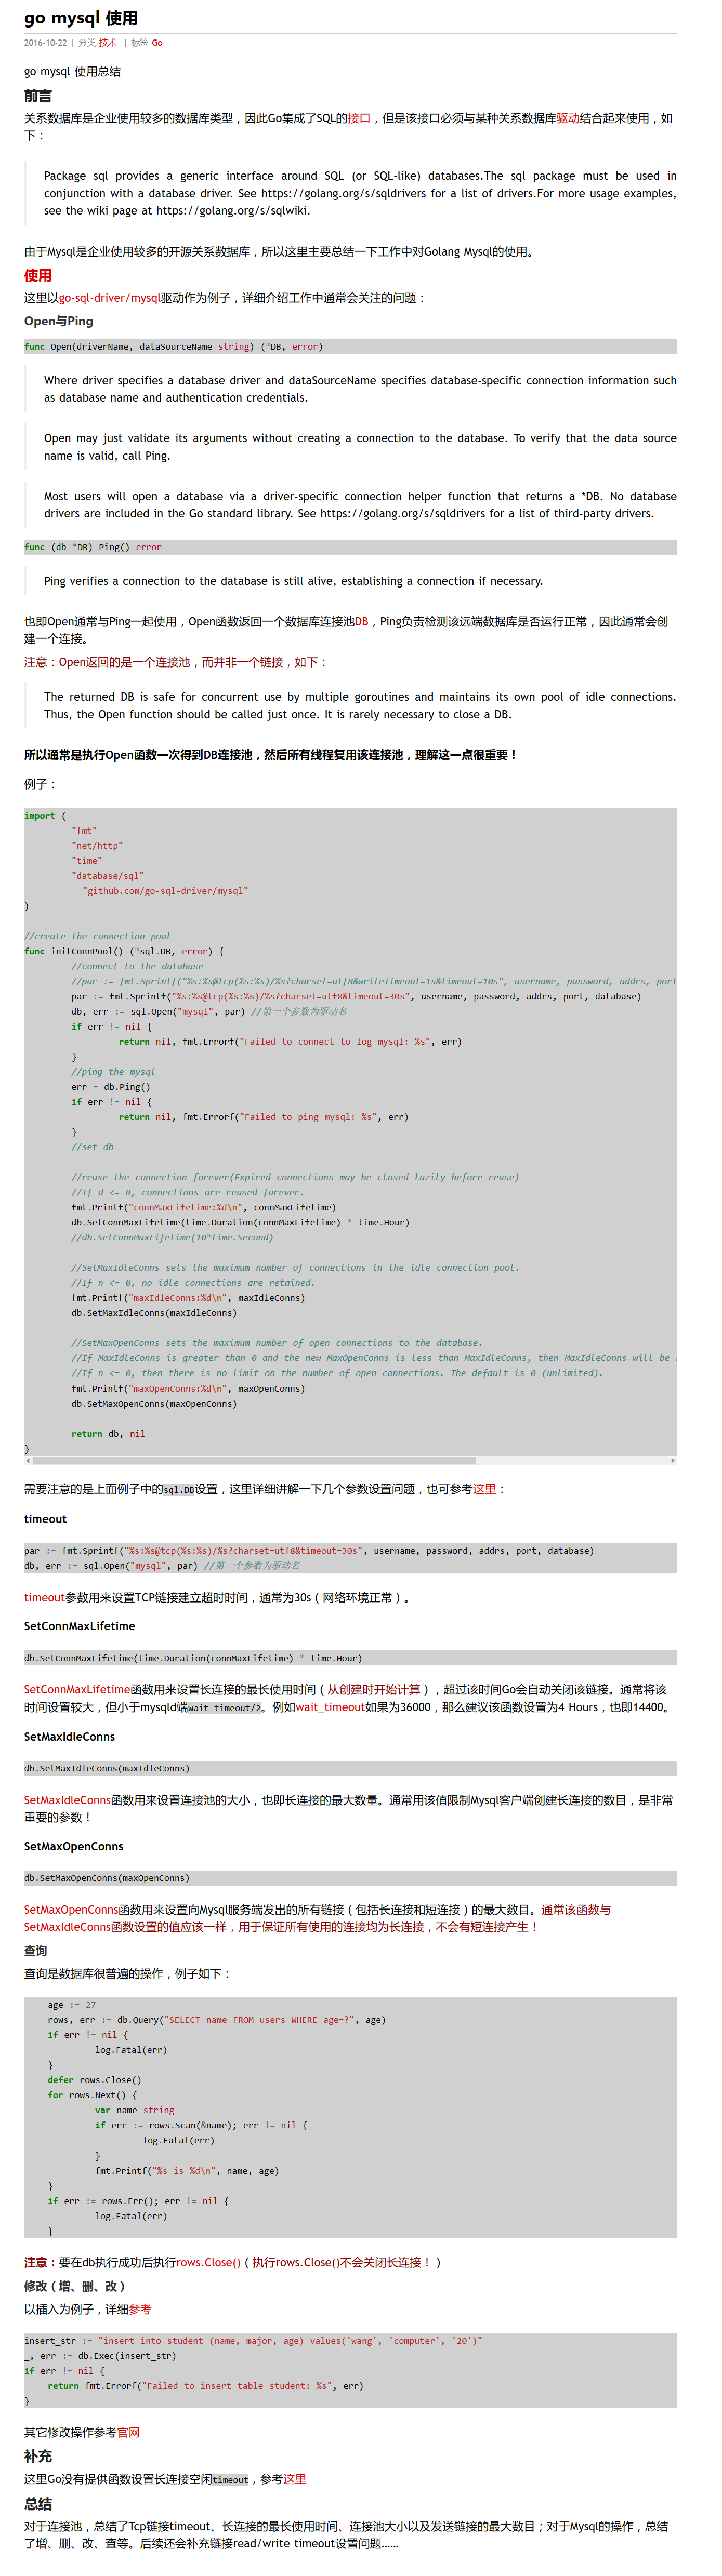 go mysql 使用
2016-10-22 | 分类 技术 | 标签 Go
go mysql 使用总结
前言
关系数据库是企业使用较多的数据库类型，因此Go集成了SQL的接口，但是该接口必须与某种关系数据库驱动结合起来使用，如
下：
Package sql provides a generic interface around SQL (or SQL-like) databases.The sql package must be used in
conjunction with a database driver. See https://golang.org/s/sqldrivers for a list of drivers.For more usage examples,
see the wiki page at https://golang.org/s/sqlwiki.
由于Mysql是企业使用较多的开源关系数据库，所以这里主要总结一下工作中对Golang Mysql的使用。
使用
这里以go-sql-driver/mysql驱动作为例子，详细介绍工作中通常会关注的问题：
Open与Ping
func Open(driverName, dataSourceName string) (*DB, error)
Where driver specifies a database driver and dataSourceName specifies database-specific connection information such
as database name and authentication credentials.
Open may just validate its arguments without creating a connection to the database. To verify that the data source
name is valid, call Ping.
Most users will open a database via a driver-specific connection helper function that returns a *DB. No database
drivers are included in the Go standard library. See https://golang.org/s/sqldrivers for a list of third-party drivers.
func (db *DB) Ping() error
Ping verifies a connection to the database is still alive, establishing a connection if necessary.
也即Open通常与Ping一起使用，Open函数返回一个数据库连接池DB，Ping负责检测该远端数据库是否运行正常，因此通常会创
建一个连接。
注意：Open返回的是一个连接池，而并非一个链接，如下：
The returned DB is safe for concurrent use by multiple goroutines and maintains its own pool of idle connections.
Thus, the Open function should be called just once. It is rarely necessary to close a DB.
所以通常是执行Open函数一次得到DB连接池，然后所有线程复用该连接池，理解这一点很重要！
例子：
import (
"fmt"
"net/http"
"time"
"database/sql"
_ "github.com/go-sql-driver/mysql"
)
//create the connection pool
func initConnPool() (*sql.DB, error) {
//connect to the database
//par := fmt.Sprintf("%s:%s@tcp(%s:%s)/%s?charset=utf8&writeTimeout=1s&timeout=10s", username, password, addrs, port
par := fmt.Sprintf("%s:%s@tcp(%s:%s)/%s?charset=utf8&timeout=30s", username, password, addrs, port, database)
db, err := sql.Open("mysql", par) //第一个参数为驱动名
if err != nil {
return nil, fmt.Errorf("Failed to connect to log mysql: %s", err)
}
//ping the mysql
err = db.Ping()
if err != nil {
return nil, fmt.Errorf("Failed to ping mysql: %s", err)
}
//set db
//reuse the connection forever(Expired connections may be closed lazily before reuse)
//If d <= 0, connections are reused forever.
fmt.Printf("connMaxLifetime:%d\n", connMaxLifetime)
db.SetConnMaxLifetime(time.Duration(connMaxLifetime) * time.Hour)
//db.SetConnMaxLifetime(10*time.Second)
//SetMaxIdleConns sets the maximum number of connections in the idle connection pool.
//If n <= 0, no idle connections are retained.
fmt.Printf("maxIdleConns:%d\n", maxIdleConns)
db.SetMaxIdleConns(maxIdleConns)
//SetMaxOpenConns sets the maximum number of open connections to the database.
//If MaxIdleConns is greater than 0 and the new MaxOpenConns is less than MaxIdleConns, then MaxIdleConns will be
//If n <= 0, then there is no limit on the number of open connections. The default is 0 (unlimited).
fmt.Printf("maxOpenConns:%d\n", maxOpenConns)
db.SetMaxOpenConns(maxOpenConns)
return db, nil
}
需要注意的是上面例子中的sql.DB设置，这里详细讲解一下几个参数设置问题，也可参考这里：
timeout
par := fmt.Sprintf("%s:%s@tcp(%s:%s)/%s?charset=utf8&timeout=30s", username, password, addrs, port, database)
db, err := sql.Open("mysql", par) //第一个参数为驱动名
timeout参数用来设置TCP链接建立超时时间，通常为30s（网络环境正常）。
SetConnMaxLifetime
db.SetConnMaxLifetime(time.Duration(connMaxLifetime) * time.Hour)
SetConnMaxLifetime函数用来设置长连接的最长使用时间（从创建时开始计算），超过该时间Go会自动关闭该链接。通常将该
时间设置较大，但小于mysqld端wait_timeout/2。例如wait_timeout如果为36000，那么建议该函数设置为4 Hours，也即14400。
SetMaxIdleConns
db.SetMaxIdleConns(maxIdleConns)
SetMaxIdleConns函数用来设置连接池的大小，也即长连接的最大数量。通常用该值限制Mysql客户端创建长连接的数目，是非常
重要的参数！
SetMaxOpenConns
db.SetMaxOpenConns(maxOpenConns)
SetMaxOpenConns函数用来设置向Mysql服务端发出的所有链接（包括长连接和短连接）的最大数目。通常该函数与
SetMaxIdleConns函数设置的值应该一样，用于保证所有使用的连接均为长连接，不会有短连接产生！
查询
查询是数据库很普遍的操作，例子如下：
age := 27
rows, err := db.Query("SELECT name FROM users WHERE age=?", age)
if err != nil {
log.Fatal(err)
}
defer rows.Close()
for rows.Next() {
var name string
if err := rows.Scan(&name); err != nil {
log.Fatal(err)
}
fmt.Printf("%s is %d\n", name, age)
}
if err := rows.Err(); err != nil {
log.Fatal(err)
}
注意：要在db执行成功后执行rows.Close()（执行rows.Close()不会关闭长连接！）
修改（增、删、改）
以插入为例子，详细参考
insert_str := "insert into student (name, major, age) values('wang', 'computer', '20')"
_, err := db.Exec(insert_str)
if err != nil {
return fmt.Errorf("Failed to insert table student: %s", err)
}
其它修改操作参考官网
补充
这里Go没有提供函数设置长连接空闲timeout，参考这里
总结
对于连接池，总结了Tcp链接timeout、长连接的最长使用时间、连接池大小以及发送链接的最大数目；对于Mysql的操作，总结
了增、删、改、查等。后续还会补充链接read/write timeout设置问题……